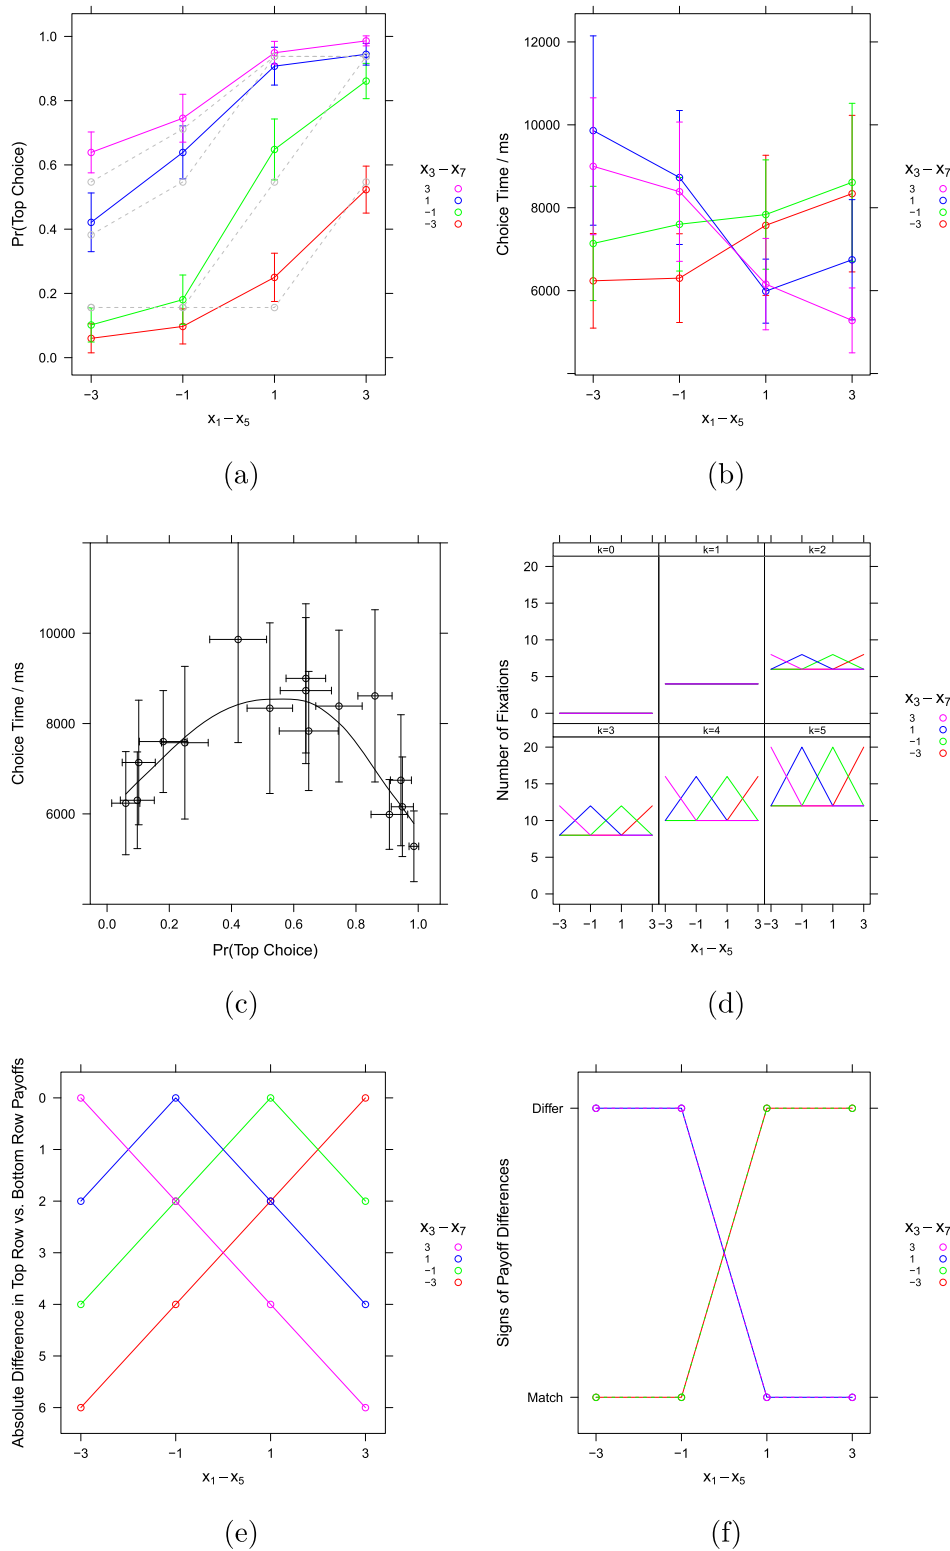 1.0
0.8
0.6
0.4
0.2
0.0
Pr(Top Choice)
−3 −1 1 3
x1−x5
x3−x7
3
1
−1
−3
(a)
12000
10000
8000
6000
Choice Time / ms
−3 −1 1 3
x1−x5
x3−x7
3
1
−1
−3
(b)
10000
8000
6000
Choice Time / ms
0.0 0.2 0.4 0.6 0.8 1.0
Pr(Top Choice)
(c)
k=0 k=1 k=2
20
15
10
5
0
k=3 k=4 k=5
20
15
10
5
0
Number of Fixations
−3 −1 1 3 −3 −1 1 3 −3 −1 1 3
x1−x5
x3−x7
3
1
−1
−3
(d)
Absolute Difference in Top Row vs. Bottom Row Payoffs
0
1
2
3
4
5
6
−3 −1 1 3
x1−x5
x3−x7
3
1
−1
−3
(e)
Differ
Match
Signs of Payoff Differences
−3 −1 1 3
x1−x5
x3−x7
3
1
−1
−3
(f)